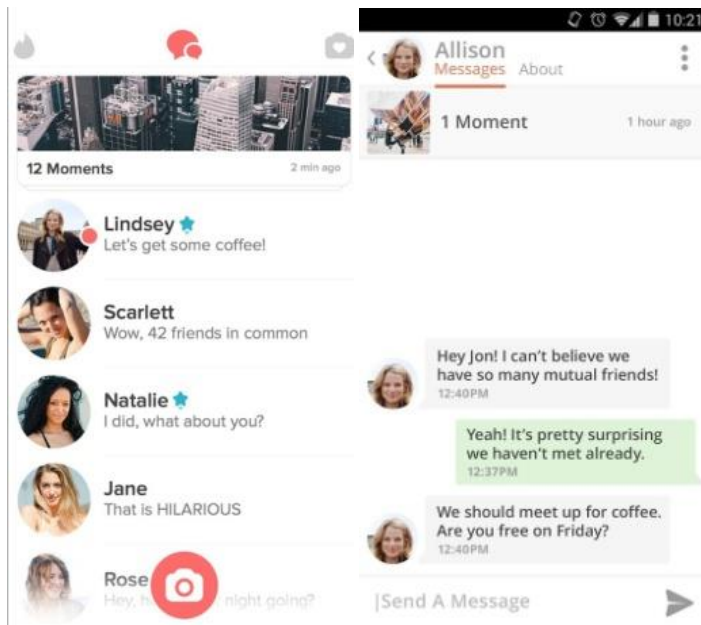 12 Moments
2 min ago
Lindsey
Let's get some coffee!
Scarlett
Wow, 42 friends in common
Natalie
I did, what about you?
Jane
That is HILARIOUS
Rose
Hey, night going?
10:21
Allison
Messages About
1 Moment
1 hour ago
Hey Jon! I can't believe we
have so many mutual friends!
12:40PM
Yeah! It's pretty surprising
we haven't met already.
12:37PM
We should meet up for coffee.
Are you free on Friday?
12:40PM
Send A Message